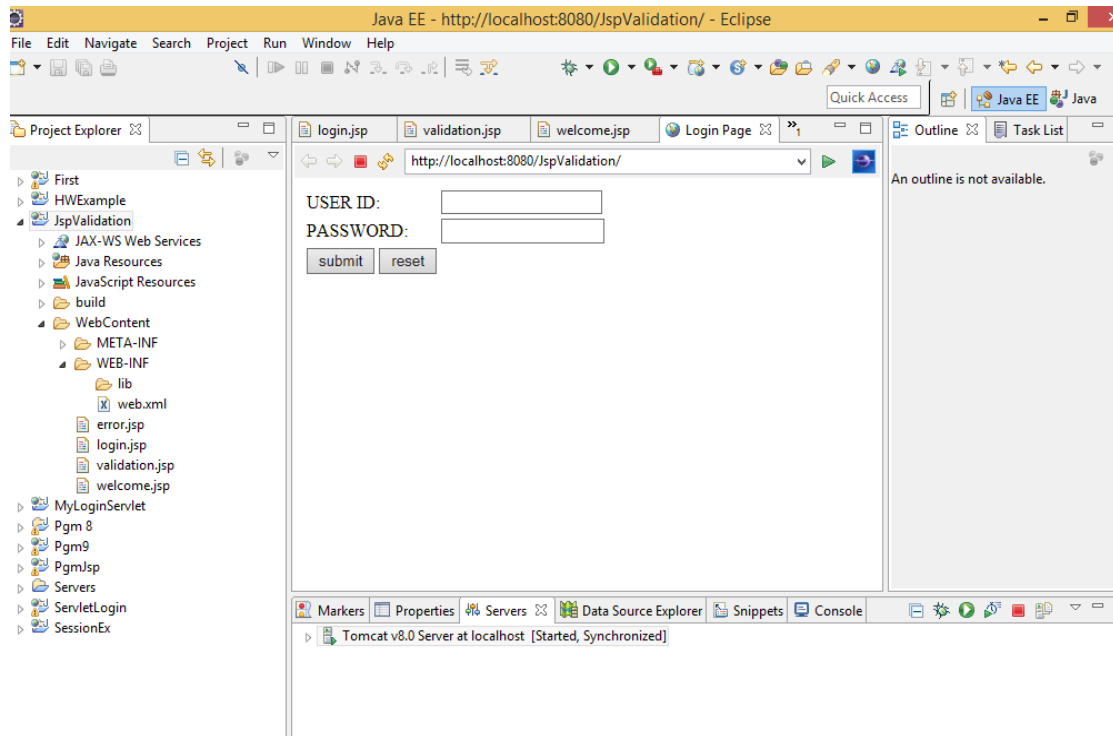 Java EE - http://localhost:8080/JspValidation/ - Eclipse
File Edit Navigate Search Project Run Window Help
Quick Access Java EE Java
Project Explorer
First
HWExample
JspValidation
JAX-WS Web Services
Java Resources
JavaScript Resources
build
WebContent
META-INF
WEB-INF
lib
web.xml
error.jsp
login.jsp
validation.jsp
welcome.jsp
MyLoginServlet
Pgm 8
Pgm9
PgmJsp
Servers
ServletLogin
SessionEx
login.jsp validation.jsp welcome.jsp Login Page »1
http://localhost:8080/JspValidation/
USER ID:
PASSWORD:
submit reset
Outline Task List
An outline is not available.
Markers Properties Servers Data Source Explorer Snippets Console
Tomcat v8.0 Server at localhost [Started, Synchronized]